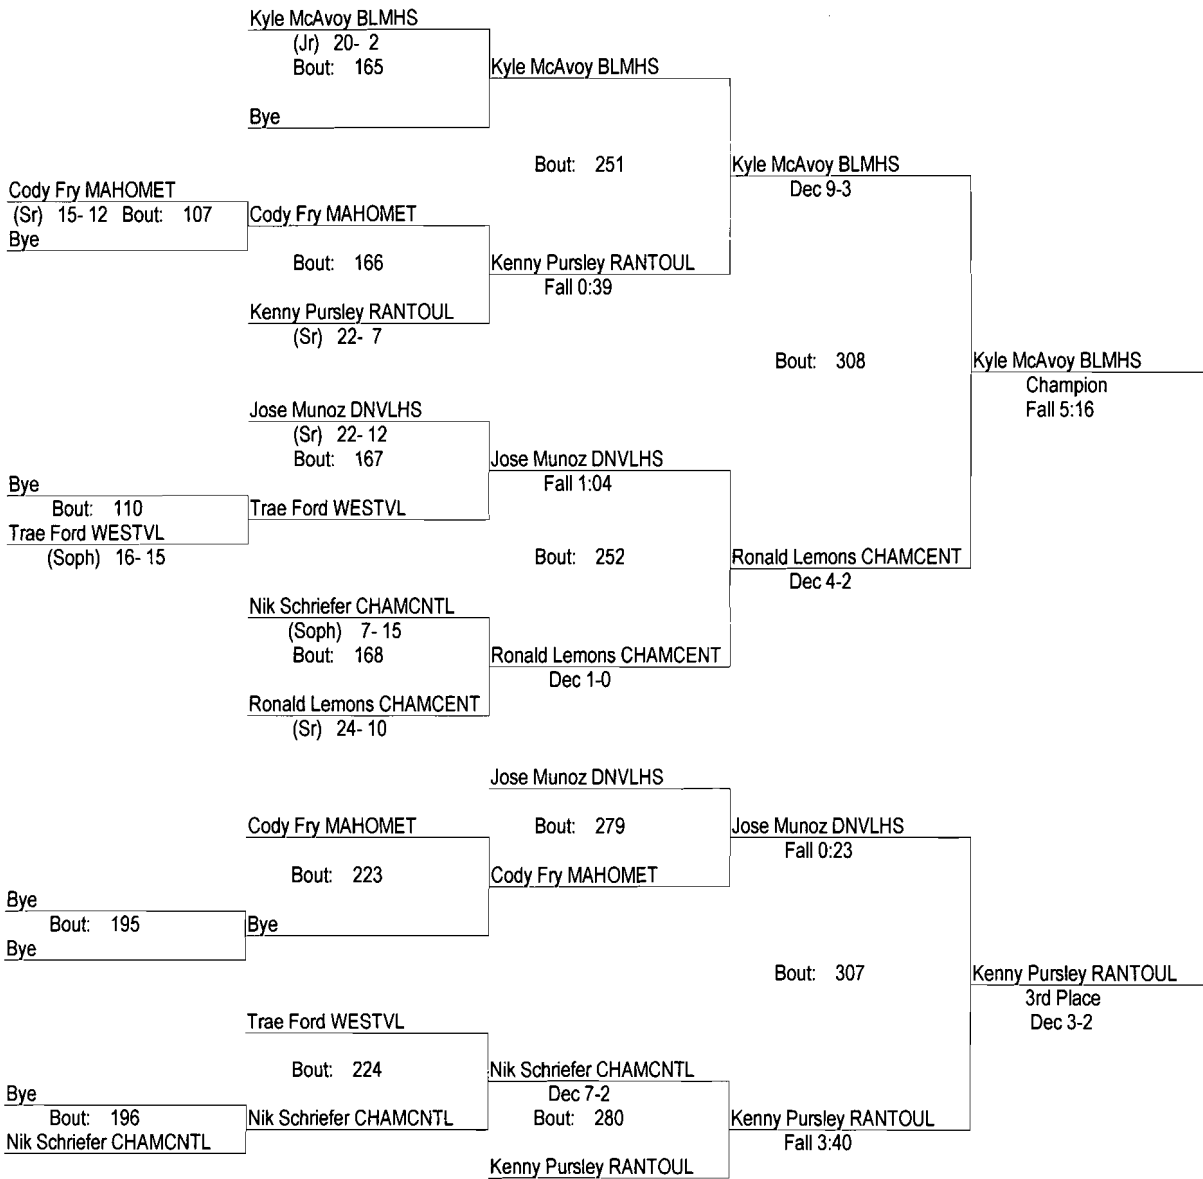 Kyle McAvoy BLMHS
(Jr) 20- 2
Bout: 165
Kyle McAvoy BLMHS
Bye
Bout: 251
Kyle McAvoy BLMHS
Dec 9-3
Cody Fry MAHOMET
(Sr) 15- 12 Bout: 107
Bye
Cody Fry MAHOMET
Bout: 166
Kenny Pursley RANTOUL
Fall 0:39
Kenny Pursley RANTOUL
(Sr) 22- 7
Bout: 308
Kyle McAvoy BLMHS
Champion
Fall 5:16
Jose Munoz DNVLHS
(Sr) 22- 12
Bout: 167
Jose Munoz DNVLHS
Fall 1:04
Bye
Bout: 110
Trae Ford WESTVL
Trae Ford WESTVL
(Soph) 16- 15
Bout: 252
Ronald Lemons CHAMCENT
Dec 4-2
Nik Schriefer CHAMCNTL
(Soph) 7- 15
Bout: 168
Ronald Lemons CHAMCENT
Dec 1-0
Ronald Lemons CHAMCENT
(Sr) 24- 10
Jose Munoz DNVLHS
Cody Fry MAHOMET
Bout: 279
Jose Munoz DNVLHS
Fall 0:23
Bout: 223
Cody Fry MAHOMET
Bye
Bout: 195
Bye
Bye
Bout: 307
Kenny Pursley RANTOUL
3rd Place
Dec 3-2
Trae Ford WESTVL
Bout: 224
Nik Schriefer CHAMCNTL
Dec 7-2
Bye
Bout: 196
Nik Schriefer CHAMCNTL
Nik Schriefer CHAMCNTL
Bout: 280
Kenny Pursley RANTOUL
Fall 3:40
Kenny Pursley RANTOUL